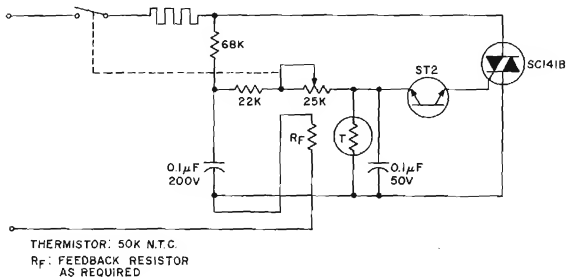 68K
ST2
SC141B
22K
25K
RF
T
0.1μF
200V
0.1μF
50V
THERMISTOR: 50K N.T.C.
RF: FEEDBACK RESISTOR
AS REQUIRED